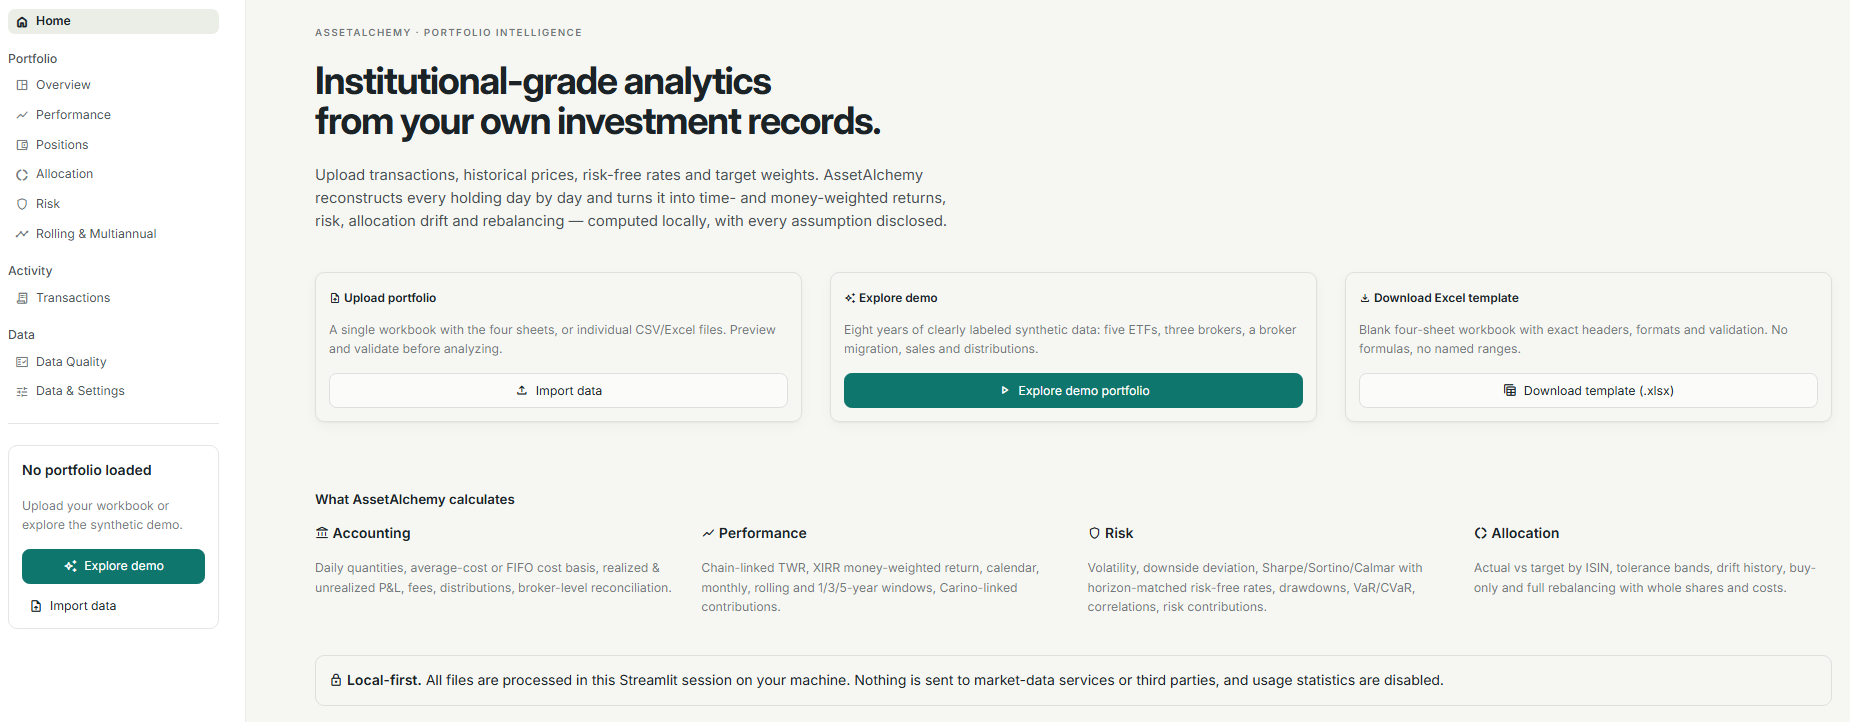 Home
Portfolio
Overview
Performance
Positions
Allocation
Risk
Rolling & Multiannual
Activity
Transactions
Data
Data Quality
Data & Settings
No portfolio loaded
Upload your workbook or
explore the synthetic demo.
Explore demo
Import data
ASSETALCHEMY · PORTFOLIO INTELLIGENCE
Institutional-grade analytics
from your own investment records.
Upload transactions, historical prices, risk-free rates and target weights. AssetAlchemy
reconstructs every holding day by day and turns it into time- and money-weighted returns,
risk, allocation drift and rebalancing — computed locally, with every assumption disclosed.
Upload portfolio
A single workbook with the four sheets, or individual CSV/Excel files. Preview
and validate before analyzing.
Import data
Explore demo
Eight years of clearly labeled synthetic data: five ETFs, three brokers, a broker
migration, sales and distributions.
Explore demo portfolio
Download Excel template
Blank four-sheet workbook with exact headers, formats and validation. No
formulas, no named ranges.
Download template (.xlsx)
What AssetAlchemy calculates
Accounting
Daily quantities, average-cost or FIFO cost basis, realized &
unrealized P&L, fees, distributions, broker-level reconciliation.
Performance
Chain-linked TWR, XIRR money-weighted return, calendar,
monthly, rolling and 1/3/5-year windows, Carino-linked
contributions.
Risk
Volatility, downside deviation, Sharpe/Sortino/Calmar with
horizon-matched risk-free rates, drawdowns, VaR/CVaR,
correlations, risk contributions.
Allocation
Actual vs target by ISIN, tolerance bands, drift history, buy-
only and full rebalancing with whole shares and costs.
Local-first. All files are processed in this Streamlit session on your machine. Nothing is sent to market-data services or third parties, and usage statistics are disabled.